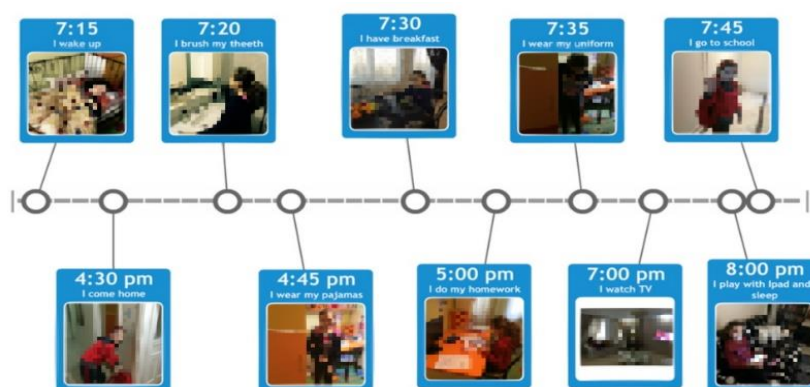 7:15
I wake up
7:20
I brush my theeth
7:30
I have breakfast
7:35
I wear my uniform
7:45
I go to school
4:30 pm
I come home
4:45 pm
I wear my pajamas
5:00 pm
I do my homework
7:00 pm
I watch TV
8:00 pm
I play with Ipad and
sleep